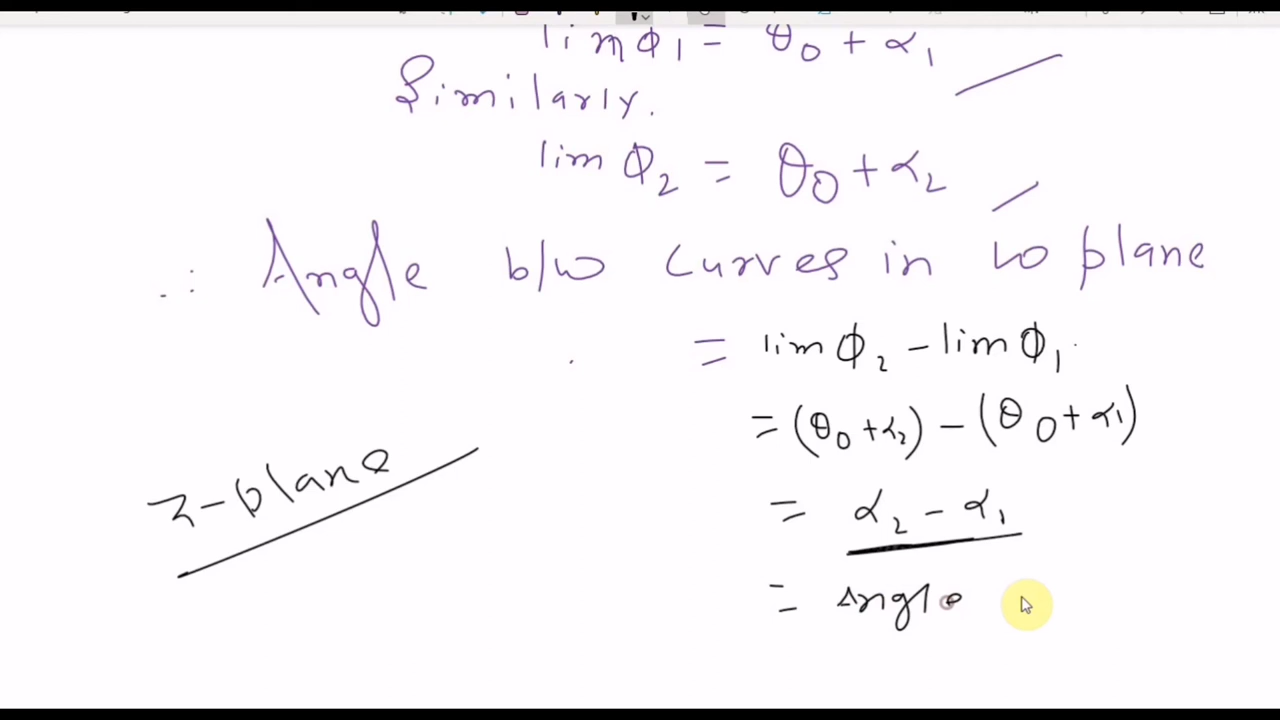 lim ϕ1 = θ0 + α1
Similarly.
lim ϕ2 = θ0 + α2
∴ Angle b/w curves in w plane
= lim ϕ2 - lim ϕ1
= (θ0 + α2) - (θ0 + α1)
z-plane
= α2 - α1
= Angle